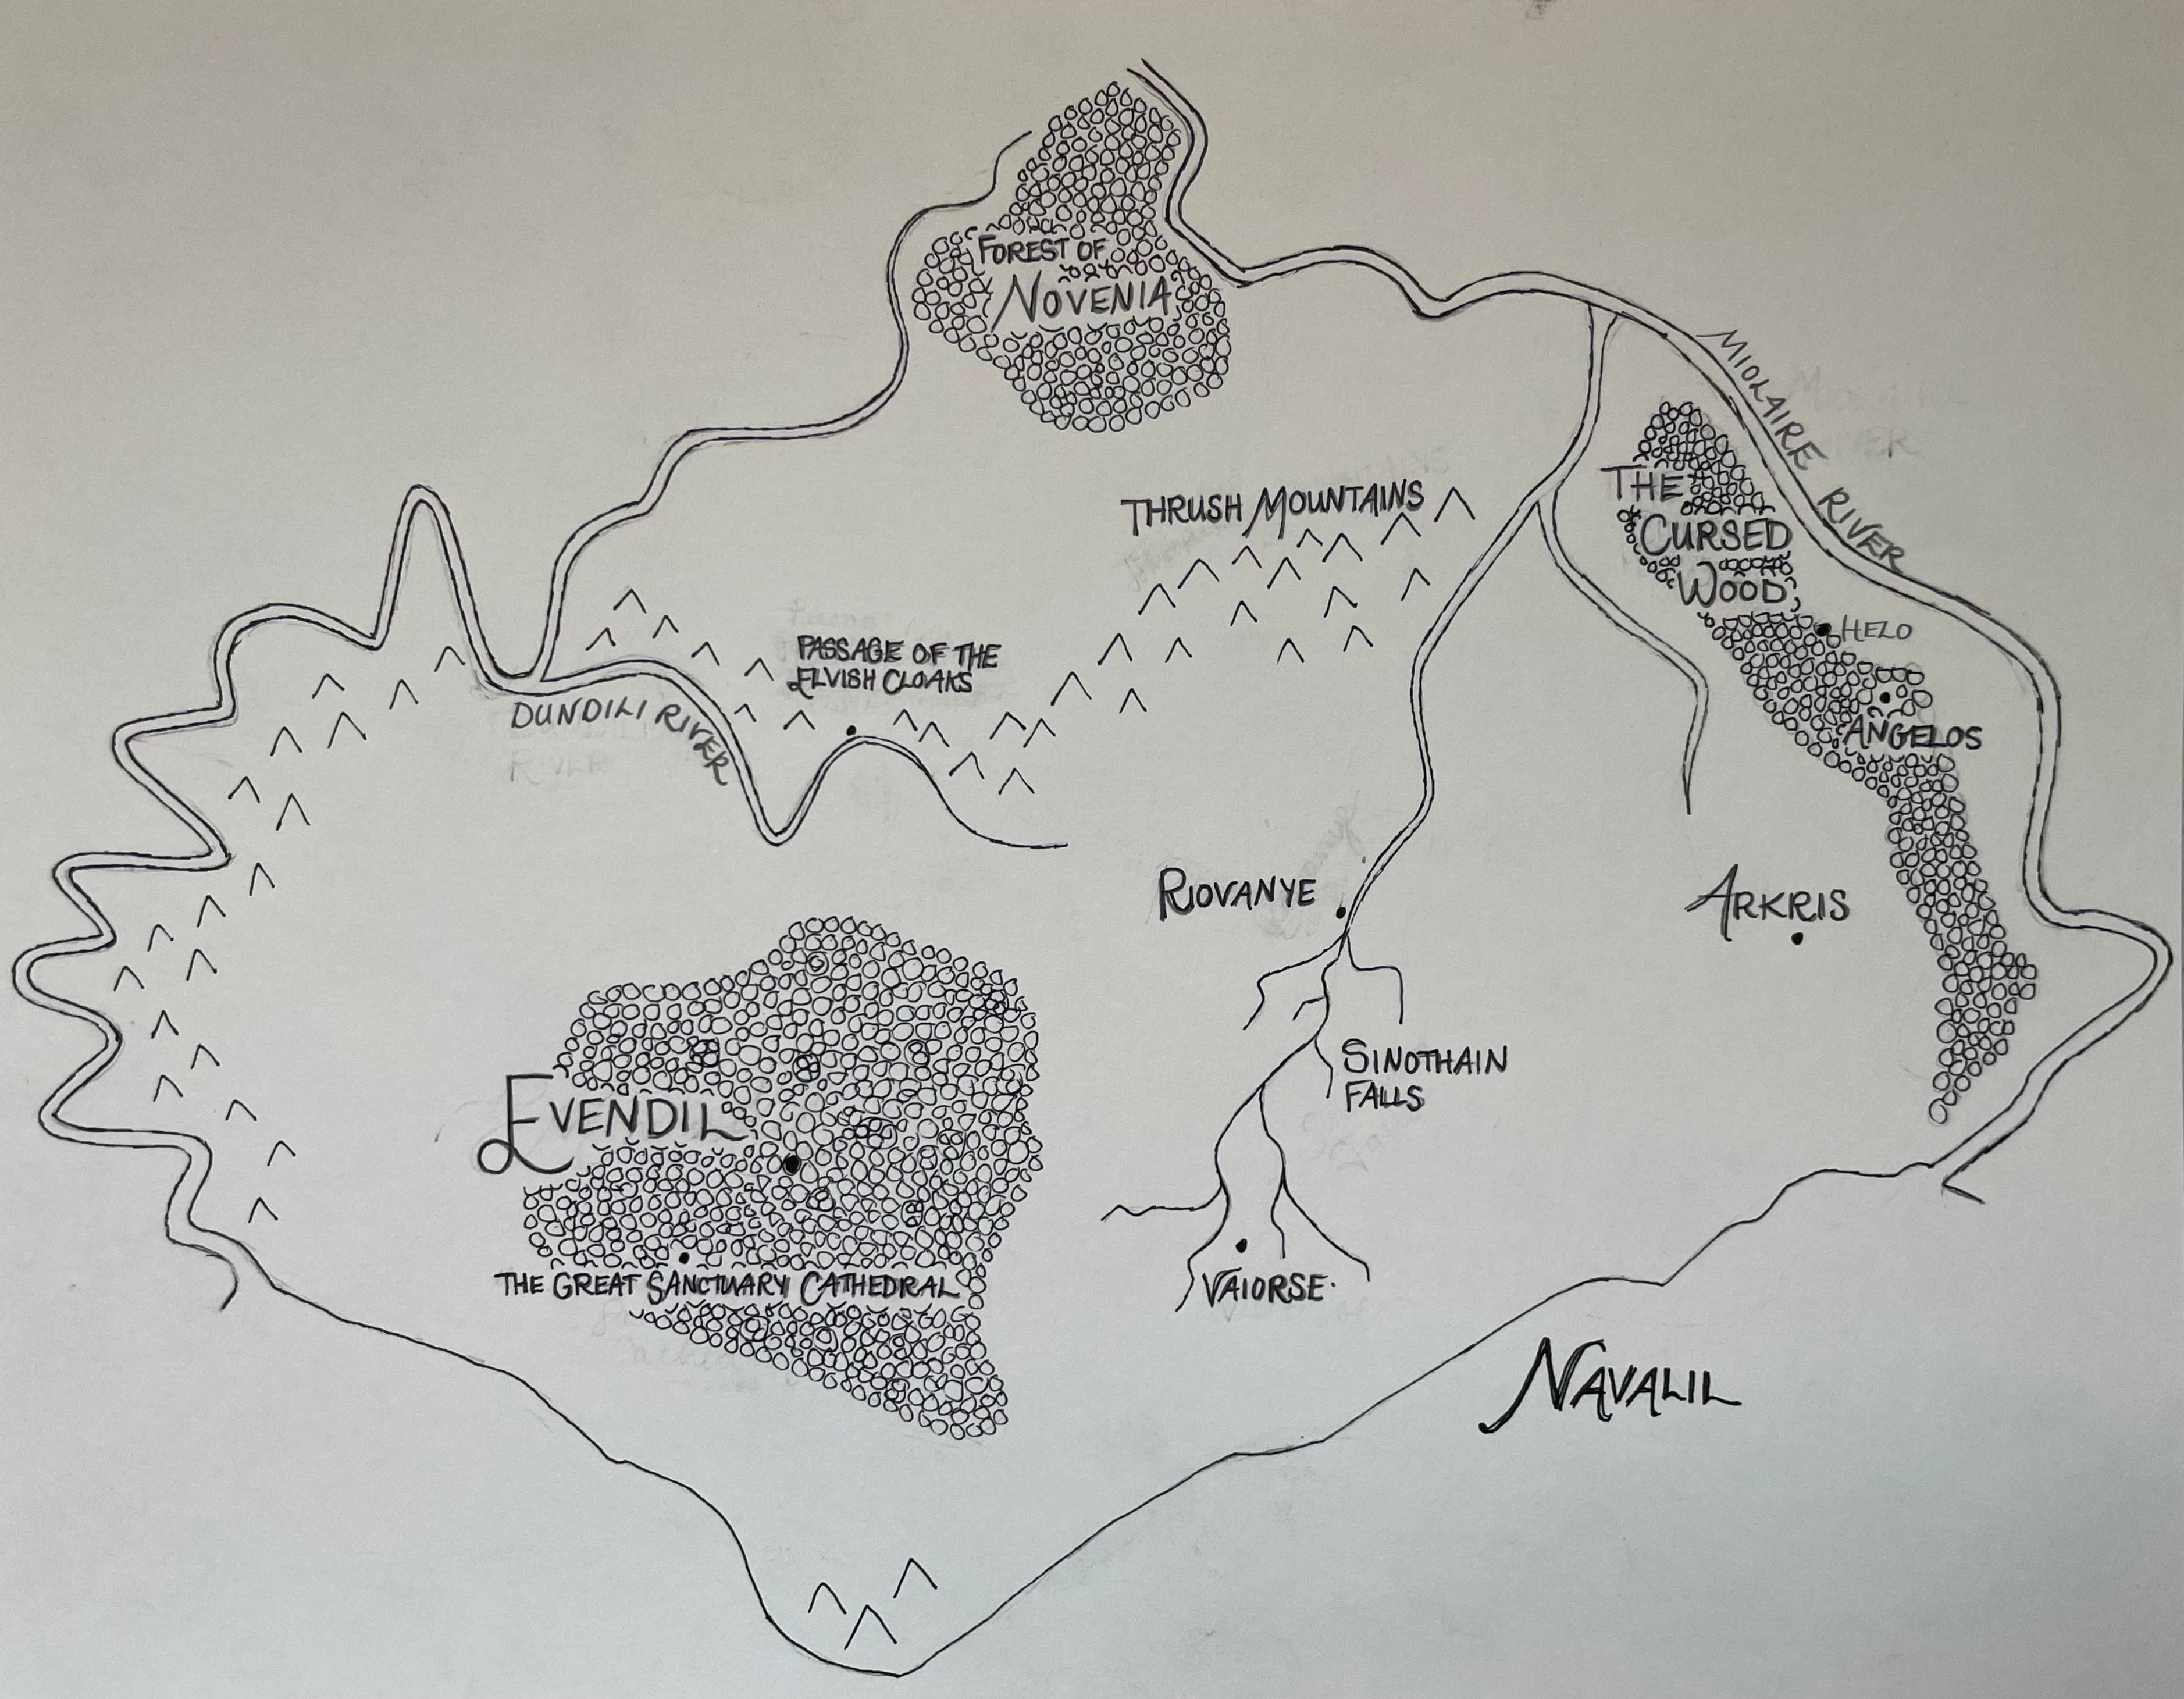 FOREST OF
NOVENIA
MIOLAIRE RIVER
THRUSH MOUNTAINS
THE
CURSED
WOOD
HELO
PASSAGE OF THE
ELVISH CLOAKS
DUNDILI RIVER
ANGELOS
RIOVANYE
ARKRIS
SINOTHAIN
FALLS
EVENDIL
THE GREAT SANCTUARY CATHEDRAL
VAIORSE
NAVALIL